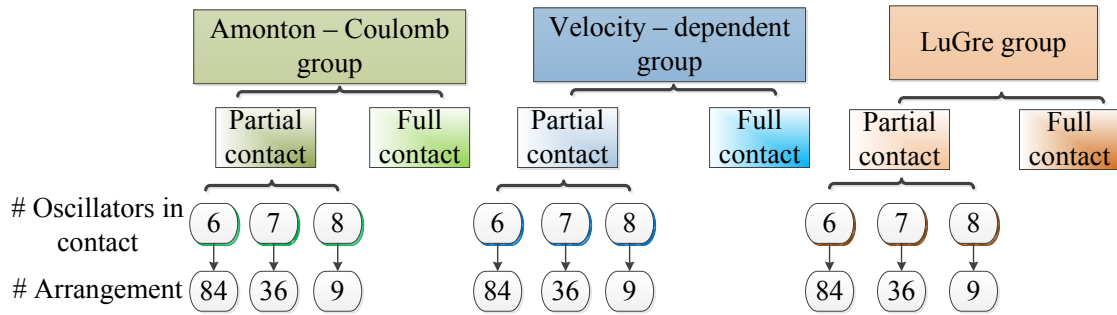 Amonton – Coulomb
group
Velocity – dependent
group
LuGre group
Partial
contact
Full
contact
Partial
contact
Full
contact
Partial
contact
Full
contact
# Oscillators in
contact
6 7 8 6 7 8 6 7 8
# Arrangement
84 36 9 84 36 9 84 36 9